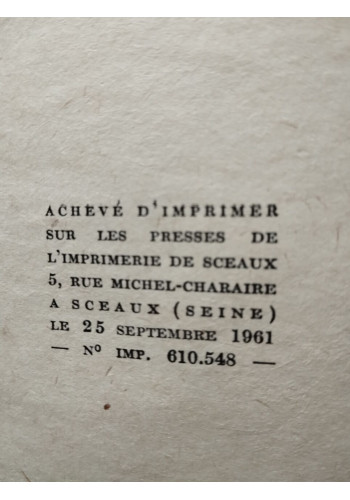 ACHEVÉ D'IMPRIMER
SUR LES PRESSES DE
L'IMPRIMERIE DE SCEAUX
5, RUE MICHEL-CHARAIRE
A SCEAUX (SEINE)
LE 25 SEPTEMBRE 1961
— Nº IMP. 610.548 —